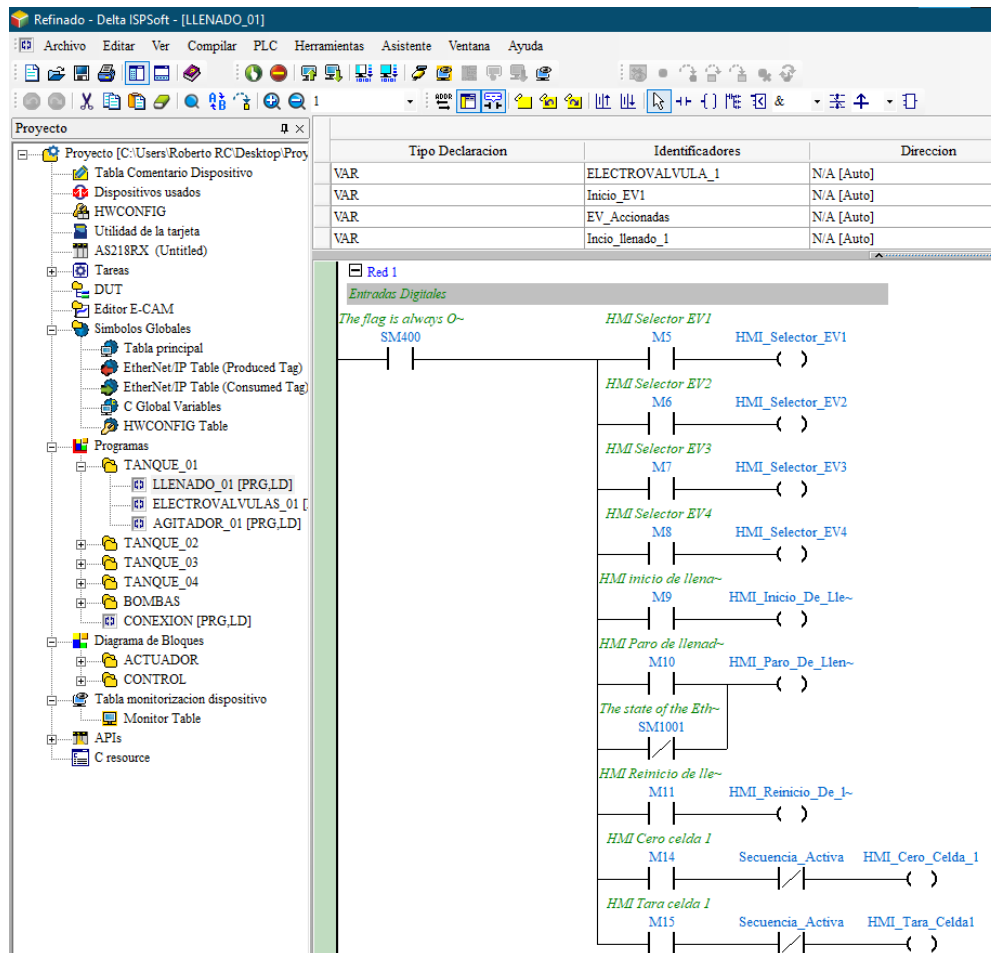 Refinado - Delta ISPSoft - [LLENADO_01]
Archivo Editar Ver Compilar PLC Herramientas Asistente Ventana Ayuda
1
Proyecto
Proyecto [C:\Users\Roberto RC\Desktop\Proy
Tabla Comentario Dispositivo
Dispositivos usados
HWCONFIG
Utilidad de la tarjeta
AS218RX (Untitled)
Tareas
DUT
Editor E-CAM
Simbolos Globales
Tabla principal
EtherNet/IP Table (Produced Tag)
EtherNet/IP Table (Consumed Tag)
C Global Variables
HWCONFIG Table
Programas
TANQUE_01
LLENADO_01 [PRG,LD]
ELECTROVALVULAS_01 [
AGITADOR_01 [PRG,LD]
TANQUE_02
TANQUE_03
TANQUE_04
BOMBAS
CONEXION [PRG,LD]
Diagrama de Bloques
ACTUADOR
CONTROL
Tabla monitorizacion dispositivo
Monitor Table
APIs
C resource
Tipo Declaracion Identificadores Direccion
VAR ELECTROVALVULA_1 N/A [Auto]
VAR Inicio_EV1 N/A [Auto]
VAR EV_Accionadas N/A [Auto]
VAR Incio_llenado_1 N/A [Auto]
Red 1
Entradas Digitales
The flag is always O~ HMI Selector EV1
SM400 M5 HMI_Selector_EV1
HMI Selector EV2
M6 HMI_Selector_EV2
HMI Selector EV3
M7 HMI_Selector_EV3
HMI Selector EV4
M8 HMI_Selector_EV4
HMI inicio de llena~
M9 HMI_Inicio_De_Lle~
HMI Paro de llenad~
M10 HMI_Paro_De_Llen~
The state of the Eth~
SM1001
HMI Reinicio de lle~
M11 HMI_Reinicio_De_l~
HMI Cero celda 1
M14 Secuencia_Activa HMI_Cero_Celda_1
HMI Tara celda 1
M15 Secuencia_Activa HMI_Tara_Celda1